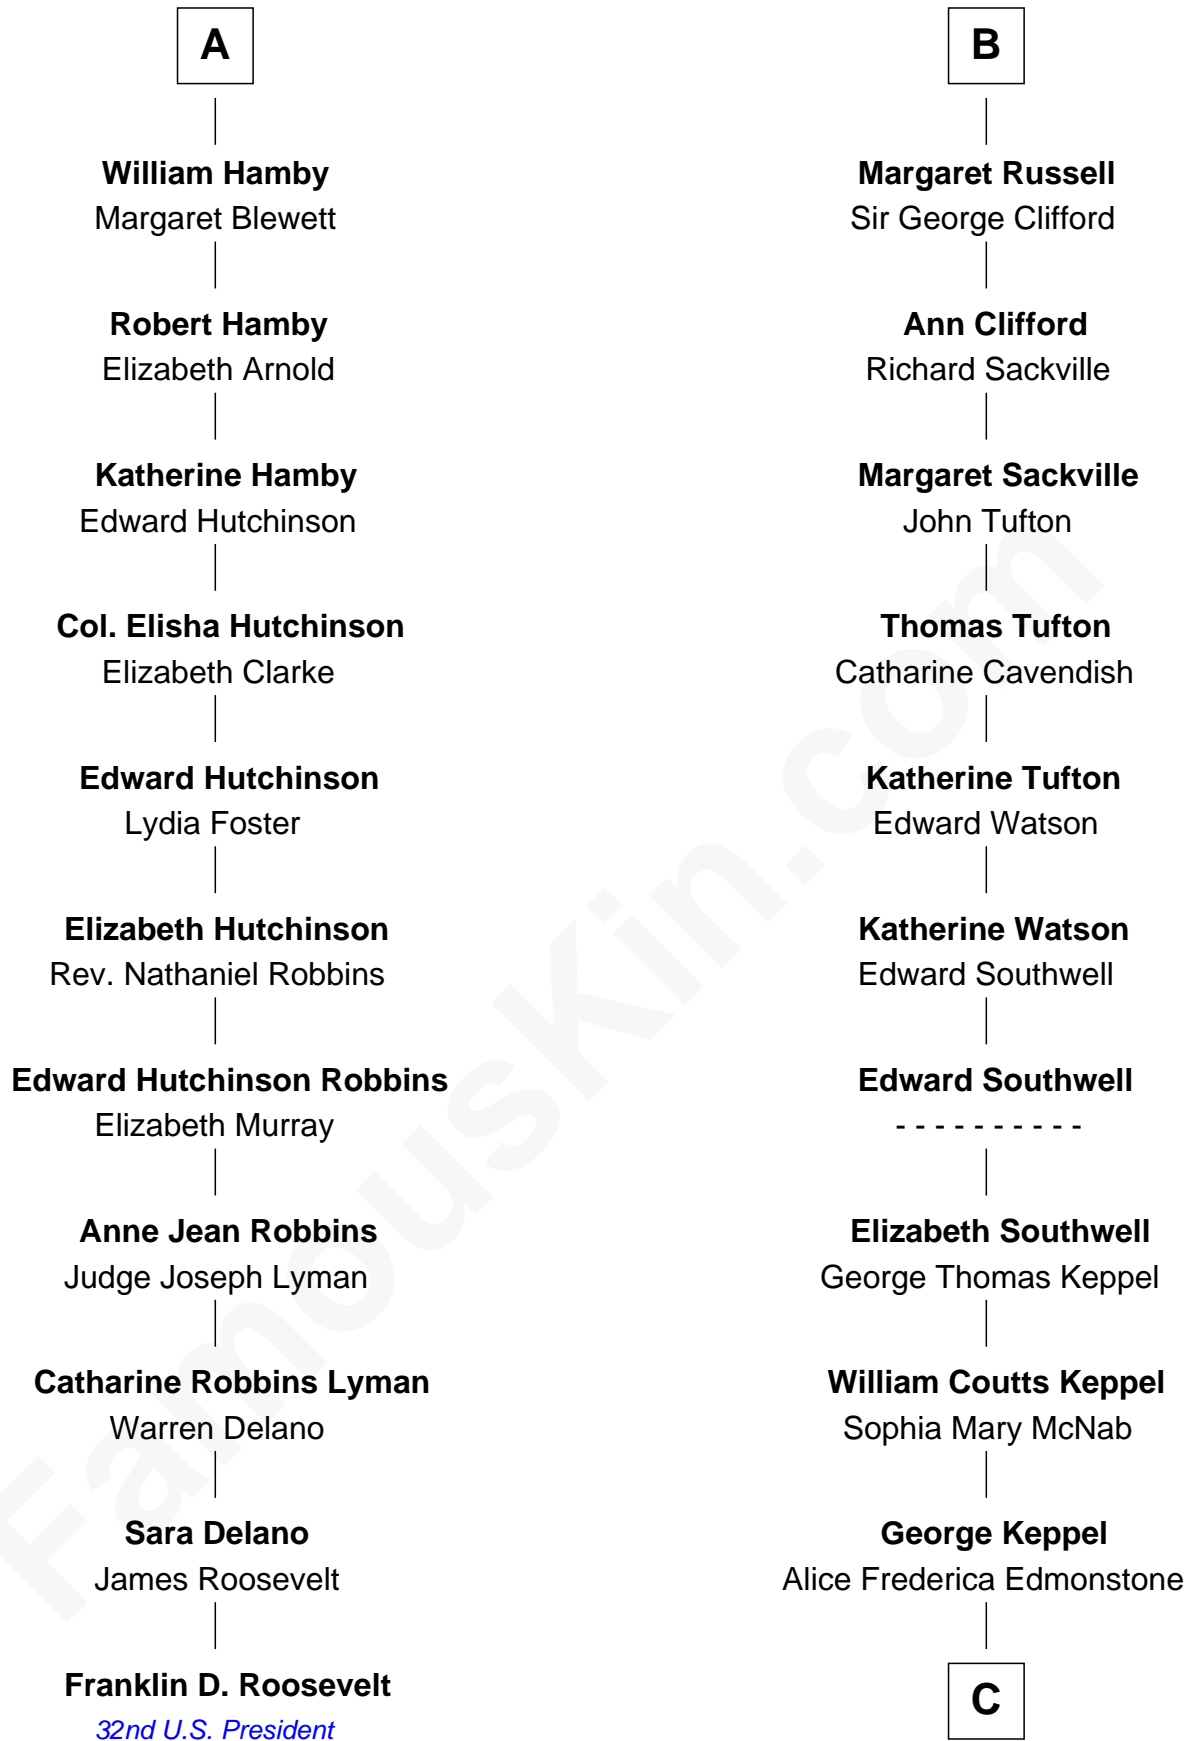 A
William Hamby
Margaret Blewett
Robert Hamby
Elizabeth Arnold
Katherine Hamby
Edward Hutchinson
Col. Elisha Hutchinson
Elizabeth Clarke
Edward Hutchinson
Lydia Foster
Elizabeth Hutchinson
Rev. Nathaniel Robbins
Edward Hutchinson Robbins
Elizabeth Murray
Anne Jean Robbins
Judge Joseph Lyman
Catharine Robbins Lyman
Warren Delano
Sara Delano
James Roosevelt
Franklin D. Roosevelt
32nd U.S. President
B
Margaret Russell
Sir George Clifford
Ann Clifford
Richard Sackville
Margaret Sackville
John Tufton
Thomas Tufton
Catharine Cavendish
Katherine Tufton
Edward Watson
Katherine Watson
Edward Southwell
Edward Southwell
- - - - - - - - - -
Elizabeth Southwell
George Thomas Keppel
William Coutts Keppel
Sophia Mary McNab
George Keppel
Alice Frederica Edmonstone
C
FamousKin.com